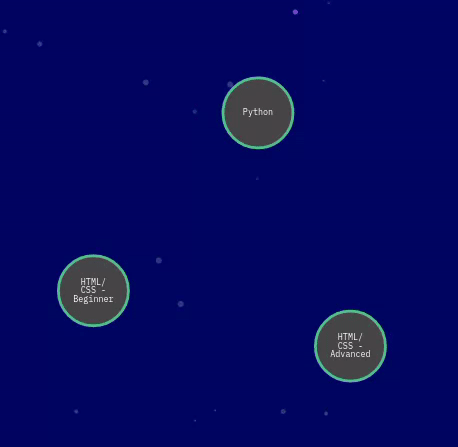 Python
HTML/
CSS -
Beginner
HTML/
CSS -
Advanced